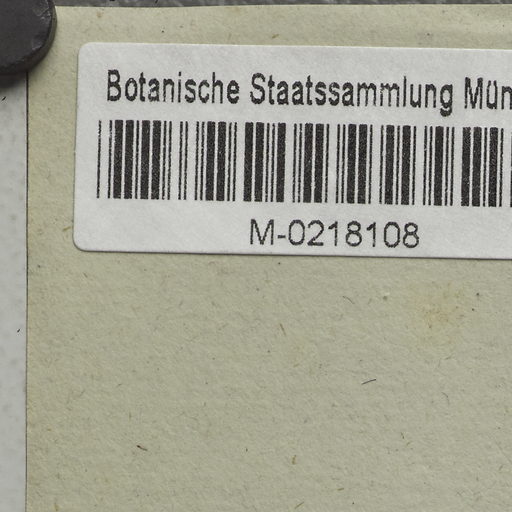 Botanische Staatssammlung Mün
M-0218108